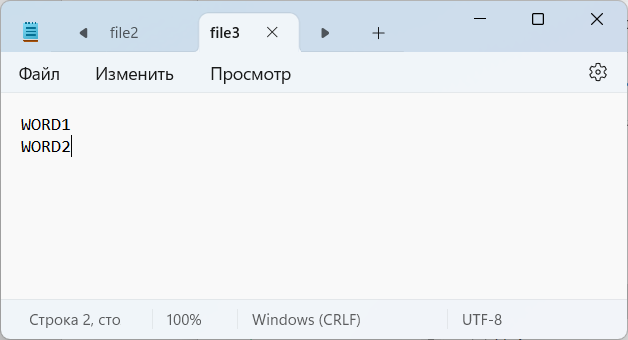 file2 file3
Файл Изменить Просмотр
WORD1
WORD2
Строка 2, сто 100% Windows (CRLF) UTF-8